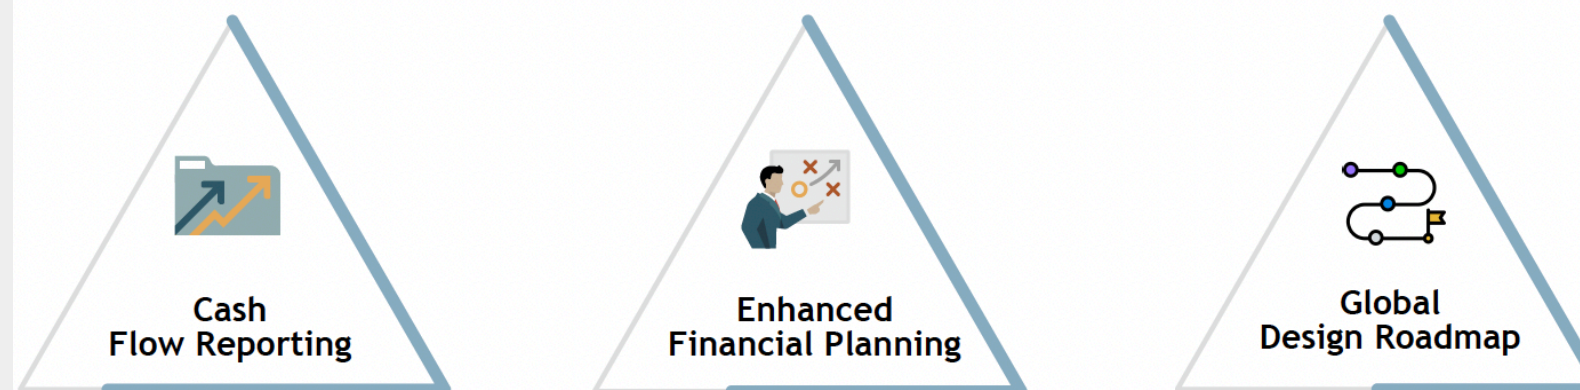 Cash
Flow Reporting
Enhanced
Financial Planning
Global
Design Roadmap